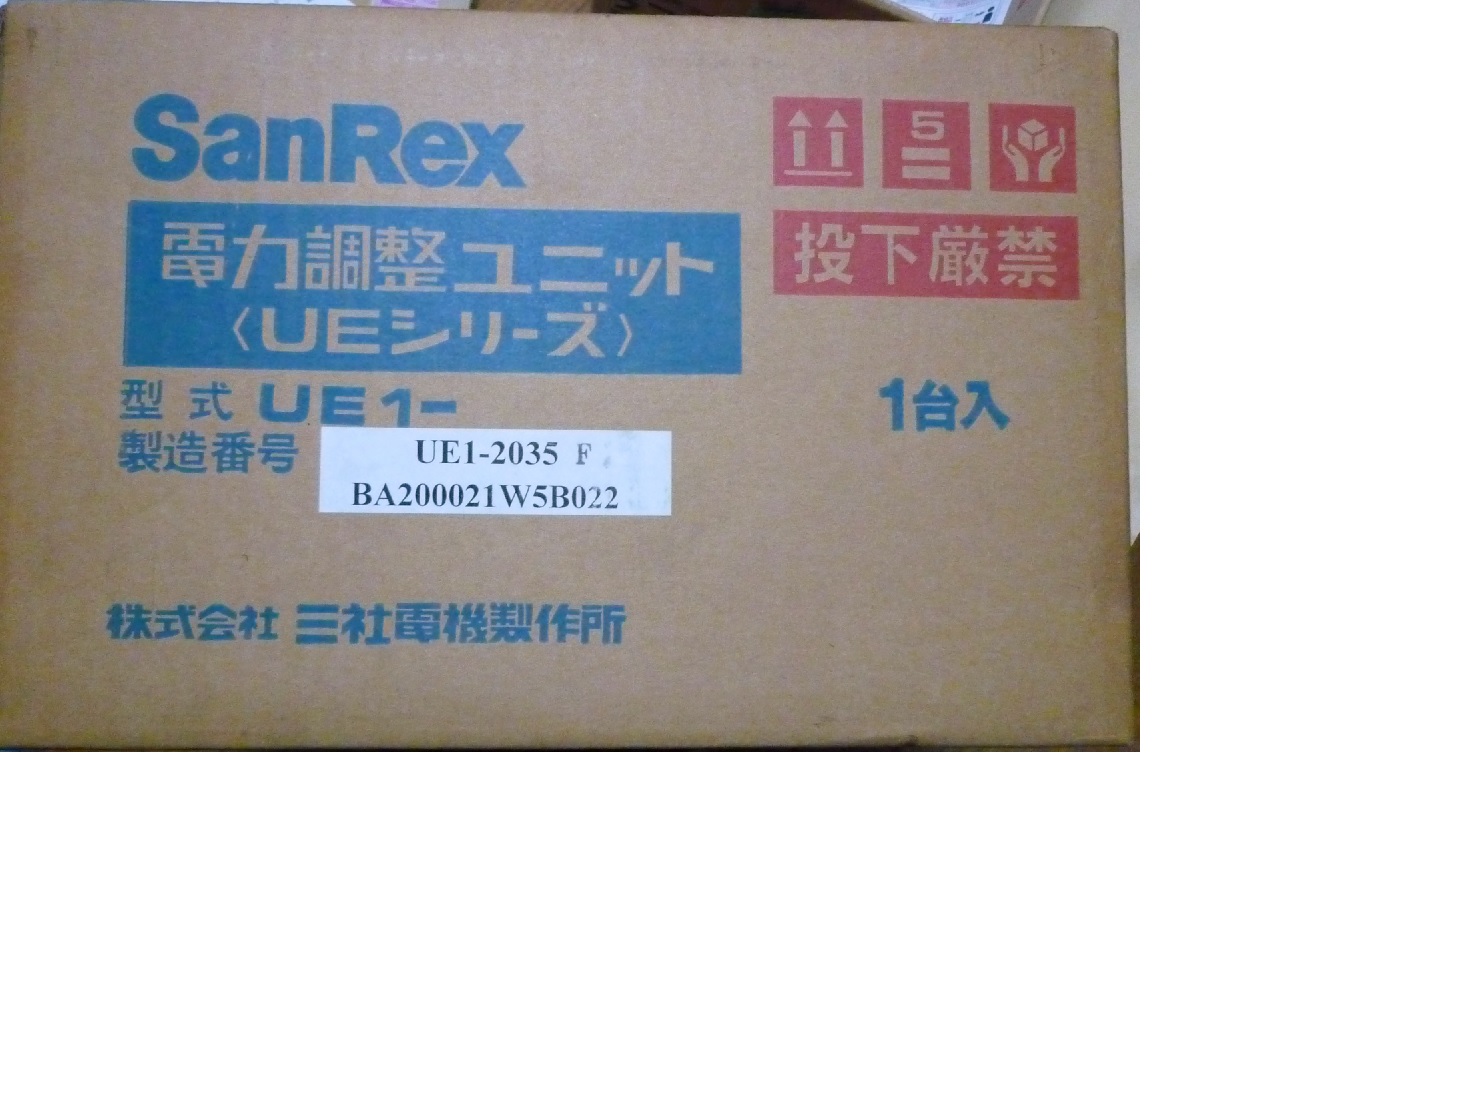 SanRex
電力調整ユニット
〈UEシリーズ〉
型式 UE1-
製造番号
UE1-2035 F
BA200021W5B022
5
投下厳禁
1台入
株式会社 三社電機製作所